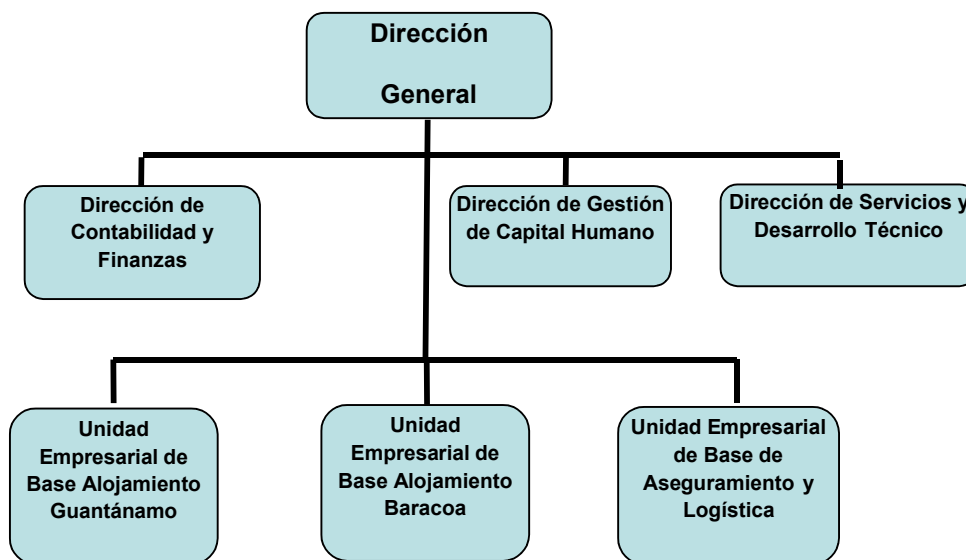 Dirección
General
Dirección de
Contabilidad y
Finanzas
Dirección de Gestión
de Capital Humano
Dirección de Servicios y
Desarrollo Técnico
Unidad
Empresarial de
Base Alojamiento
Guantánamo
Unidad
Empresarial de
Base Alojamiento
Baracoa
Unidad Empresarial
de Base de
Aseguramiento y
Logística